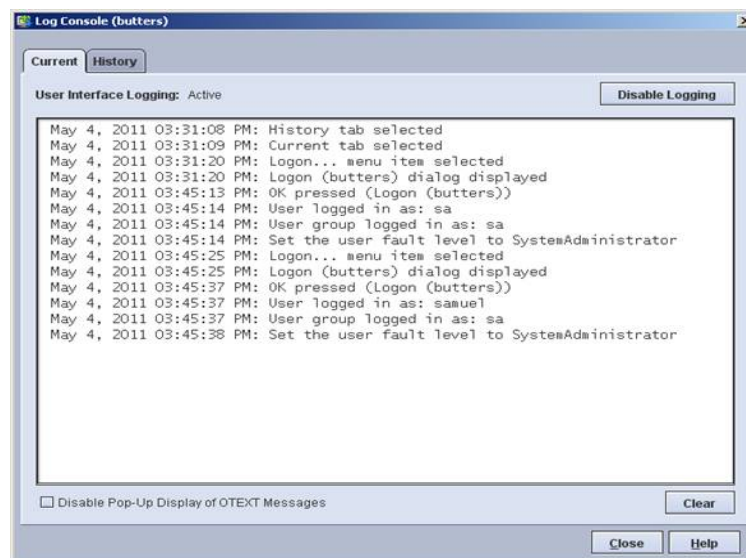 Log Console (butters)
Current History
User Interface Logging: Active Disable Logging
May 4, 2011 03:31:08 PM: History tab selected
May 4, 2011 03:31:09 PM: Current tab selected
May 4, 2011 03:31:20 PM: Logon... menu item selected
May 4, 2011 03:31:20 PM: Logon (butters) dialog displayed
May 4, 2011 03:45:13 PM: OK pressed (Logon (butters))
May 4, 2011 03:45:14 PM: User logged in as: sa
May 4, 2011 03:45:14 PM: User group logged in as: sa
May 4, 2011 03:45:14 PM: Set the user fault level to SystemAdministrator
May 4, 2011 03:45:25 PM: Logon... menu item selected
May 4, 2011 03:45:25 PM: Logon (butters) dialog displayed
May 4, 2011 03:45:37 PM: OK pressed (Logon (butters))
May 4, 2011 03:45:37 PM: User logged in as: samuel
May 4, 2011 03:45:37 PM: User group logged in as: sa
May 4, 2011 03:45:38 PM: Set the user fault level to SystemAdministrator
Disable Pop-Up Display of OTEXT Messages Clear
Close Help